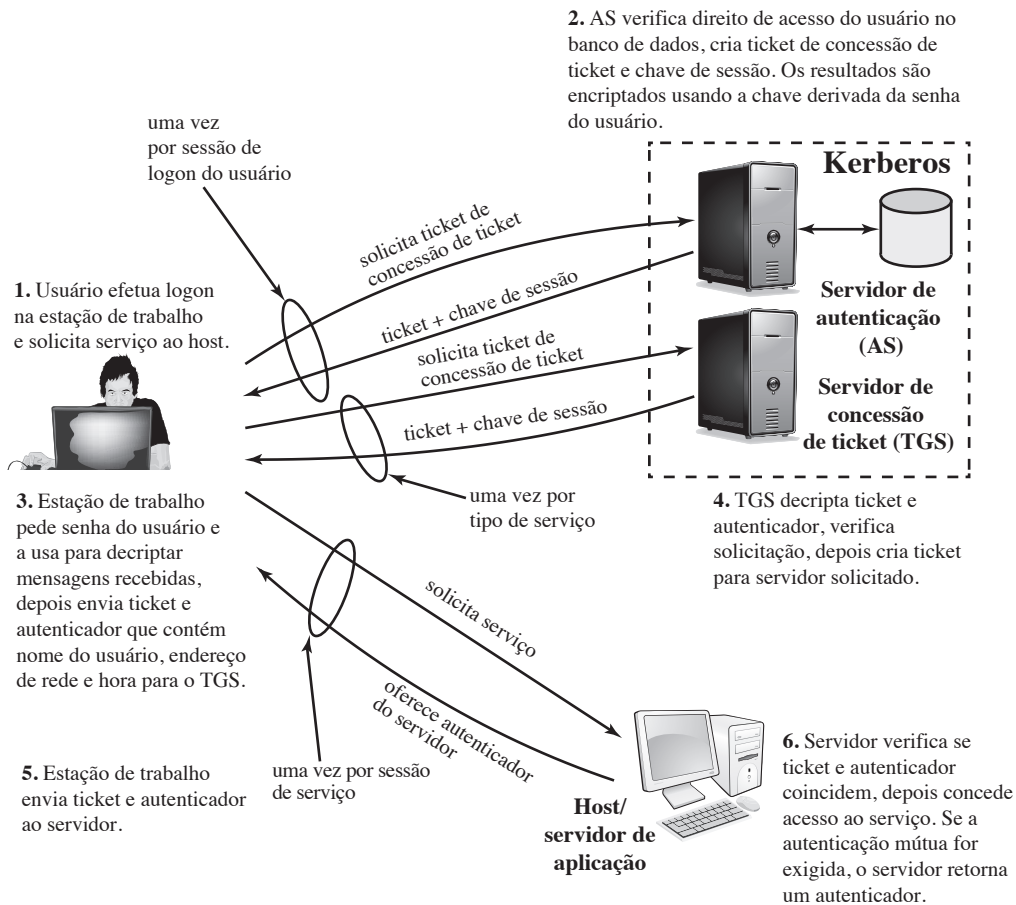 2. AS verifica direito de acesso do usuário no
banco de dados, cria ticket de concessão de
ticket e chave de sessão. Os resultados são
encriptados usando a chave derivada da senha
do usuário.
uma vez
por sessão de
logon do usuário
Kerberos
solicita ticket de
concessão de ticket
1. Usuário efetua logon
na estação de trabalho
e solicita serviço ao host.
ticket + chave de sessão
Servidor de
autenticação
(AS)
solicita ticket de
concessão de ticket
Servidor de
concessão
de ticket (TGS)
ticket + chave de sessão
uma vez por
tipo de serviço
3. Estação de trabalho
pede senha do usuário e
a usa para decriptar
mensagens recebidas,
depois envia ticket e
autenticador que contém
nome do usuário, endereço
de rede e hora para o TGS.
4. TGS decripta ticket e
autenticador, verifica
solicitação, depois cria ticket
para servidor solicitado.
solicita serviço
oferece autenticador
do servidor
5. Estação de trabalho
envia ticket e autenticador
ao servidor.
uma vez por sessão
de serviço
Host/
servidor de
aplicação
6. Servidor verifica se
ticket e autenticador
coincidem, depois concede
acesso ao serviço. Se a
autenticação mútua for
exigida, o servidor retorna
um autenticador.